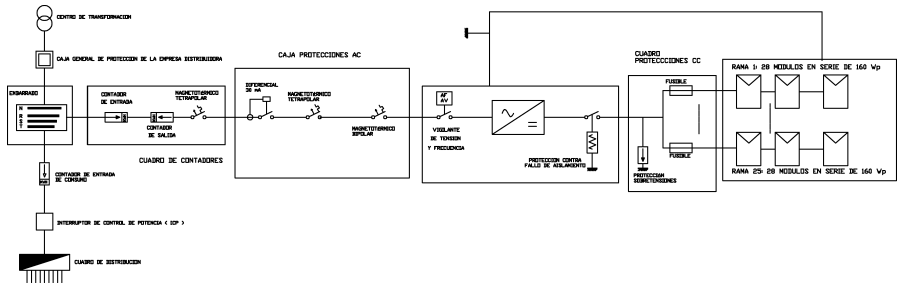 CENTRO DE TRANSFORMACION
CAJA GENERAL DE PROTECCION DE LA EMPRESA DISTRIBUIDORA
EMBARRADO
N
R S T
CONTADOR
DE ENTRADA
MAGNETOTéRMICO
TETRAPOLAR
CONTADOR
DE SALIDA
CUADRO DE CONTADORES
CONTADOR DE ENTRADA
DE CONSUMO
INTERRUPTOR DE CONTROL DE POTENCIA ( ICP )
CUADRO DE DISTRIBUCION
CAJA PROTECCIONES AC
DIFERENCIAL
30 mA
MAGNETOTéRMICO
TETRAPOLAR
MAGNETOTéRMICO
BIPOLAR
AF
AV
VIGILANTE
DE TENSION
Y FRECUENCIA
PROTECCION CONTRA
FALLO DE AISLAMIENTO
CUADRO
PROTECCCIONES CC
FUSIBLE
FUSIBLE
PROTECCIAN
SOBRETENSIONES
RAMA 1: 28 MODULOS EN SERIE DE 160 Wp
RAMA 25: 28 MODULOS EN SERIE DE 160 Wp